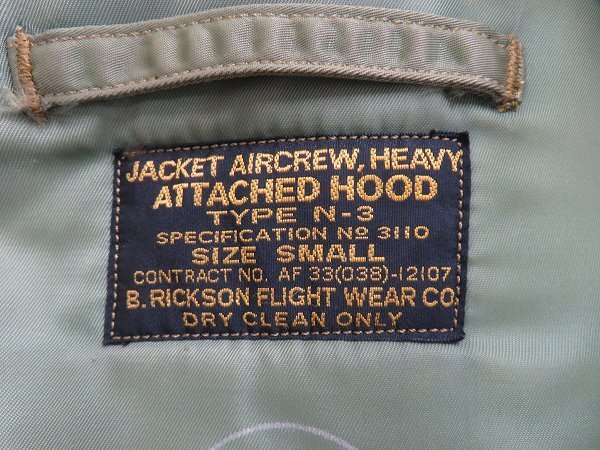 JACKET AIRCREW, HEAVY
ATTACHED HOOD
TYPE N-3
SPECIFICATION Nº 3110
SIZE SMALL
CONTRACT NO. AF 33(038)-12107
B. RICKSON FLIGHT WEAR CO.
DRY CLEAN ONLY